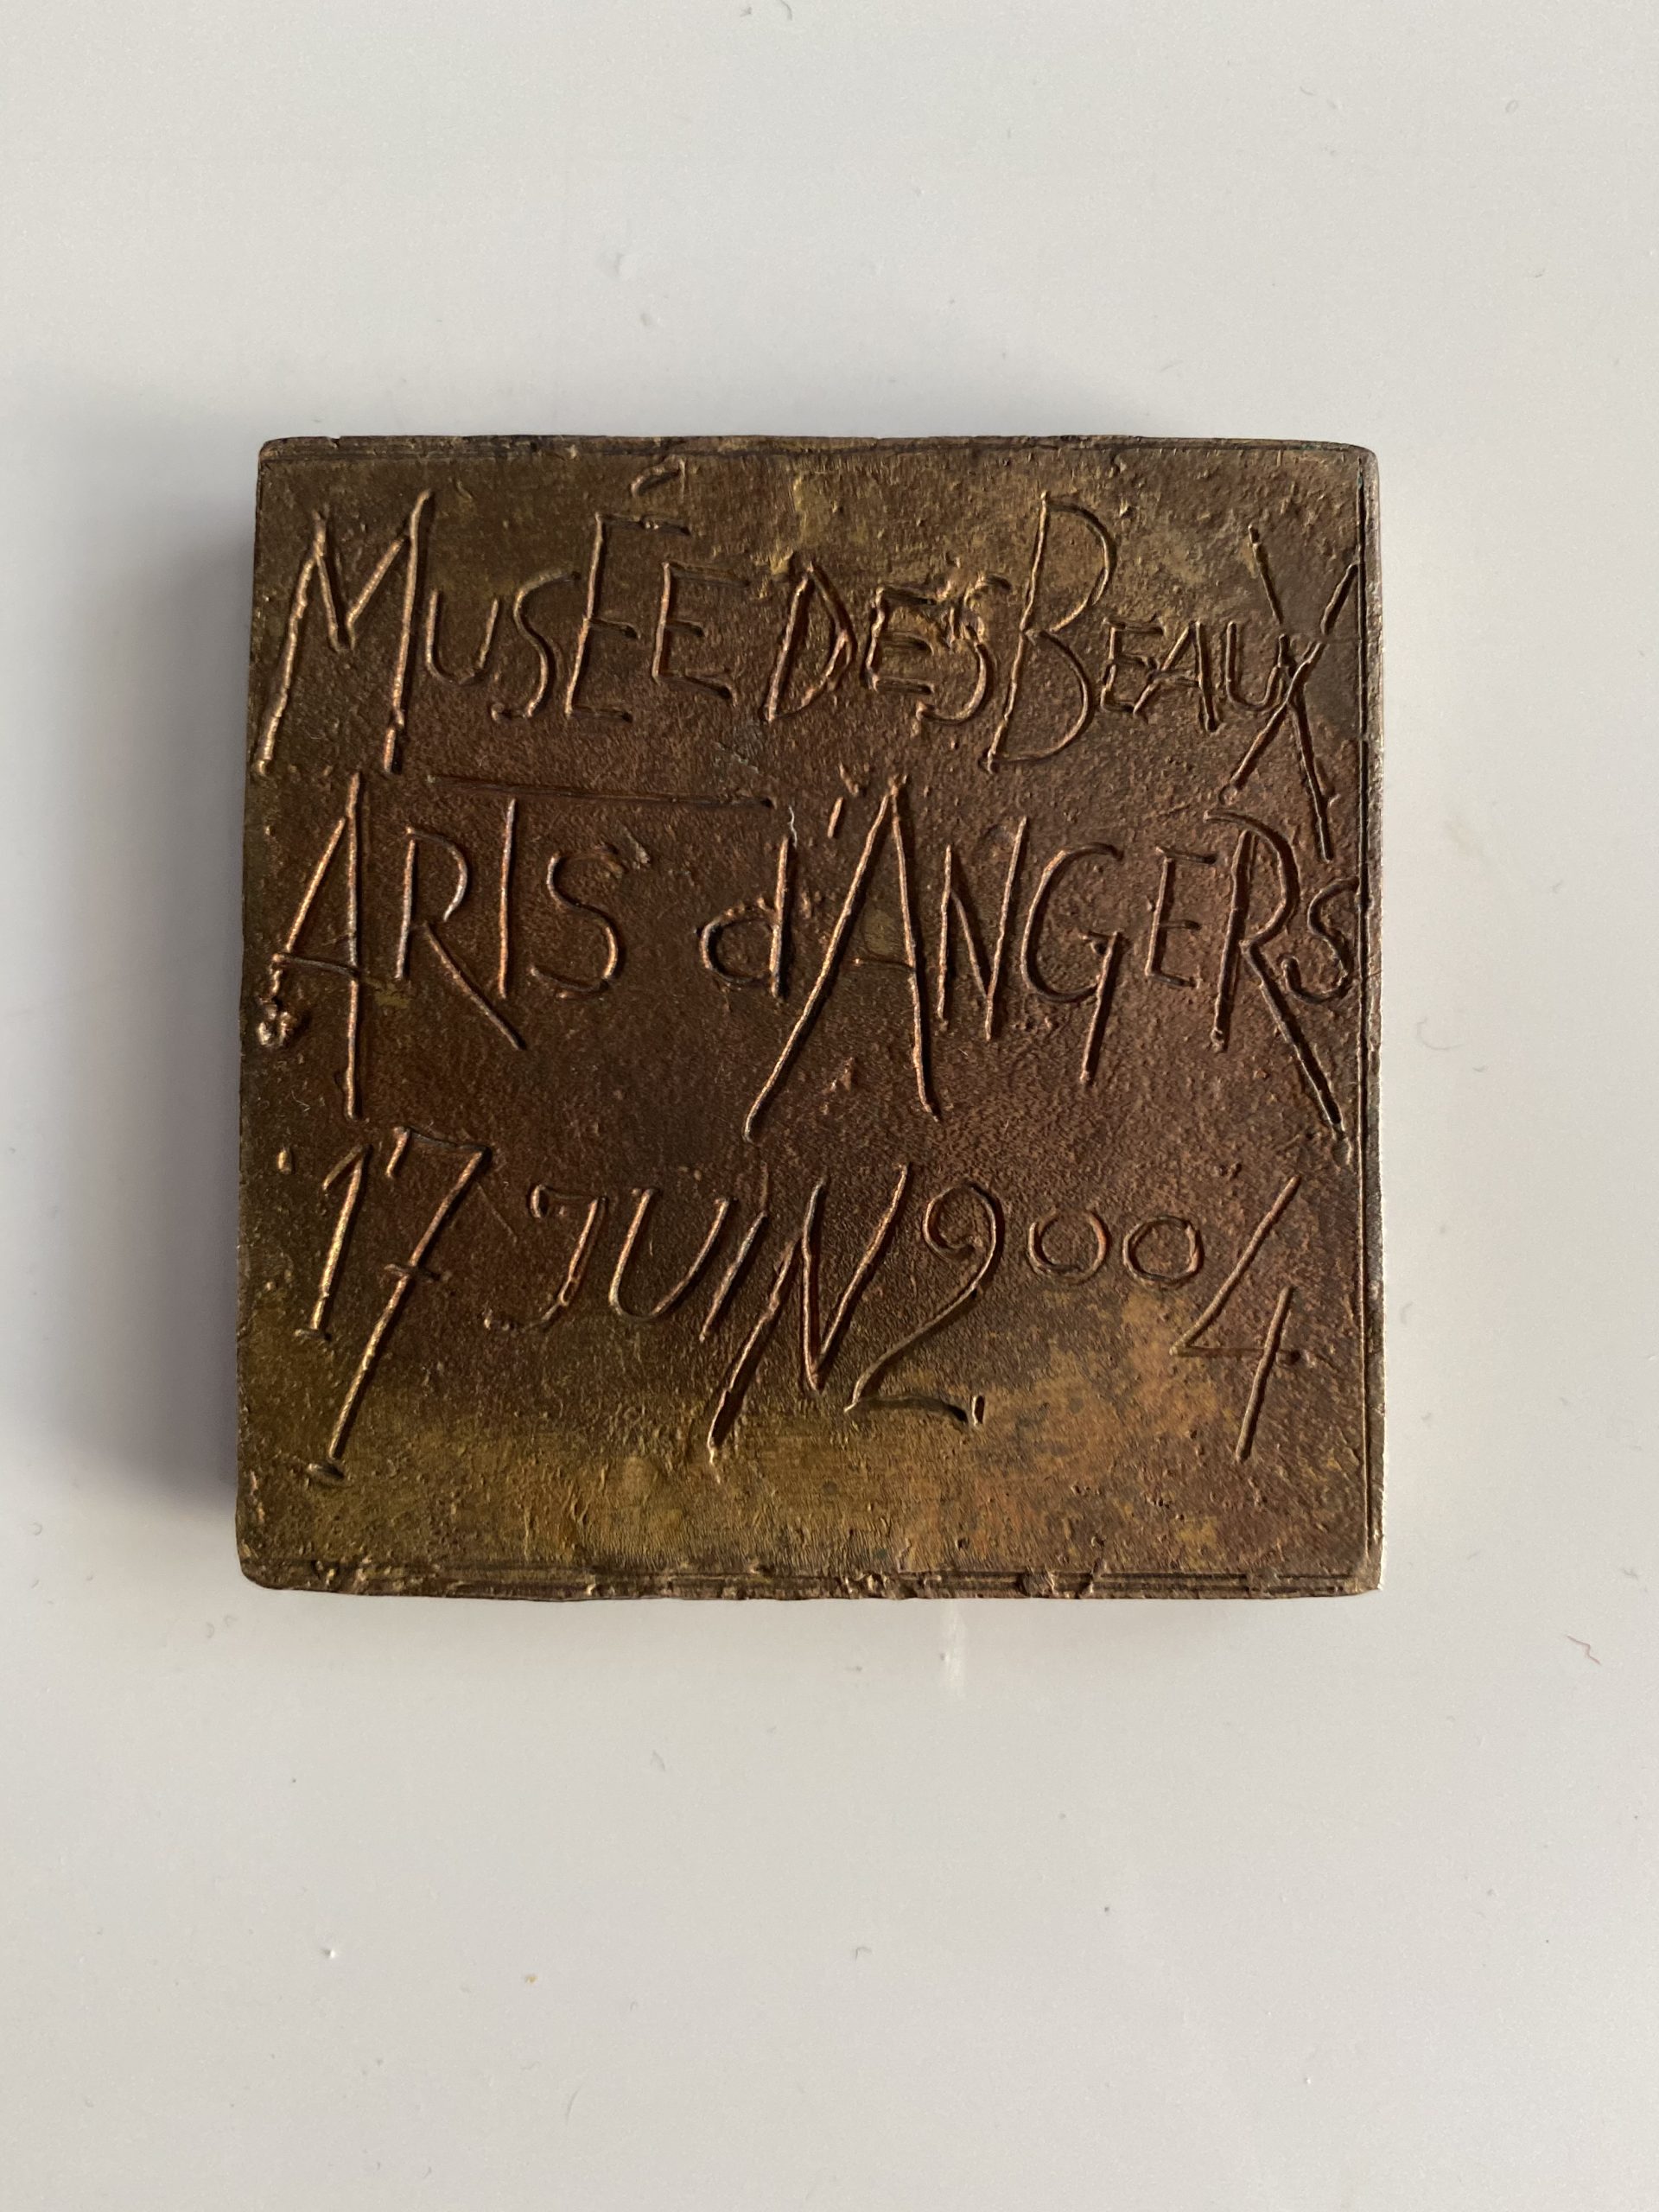 MUSÉE DES BEAUX
ARTS d'ANGERS
17 JUIN 2004